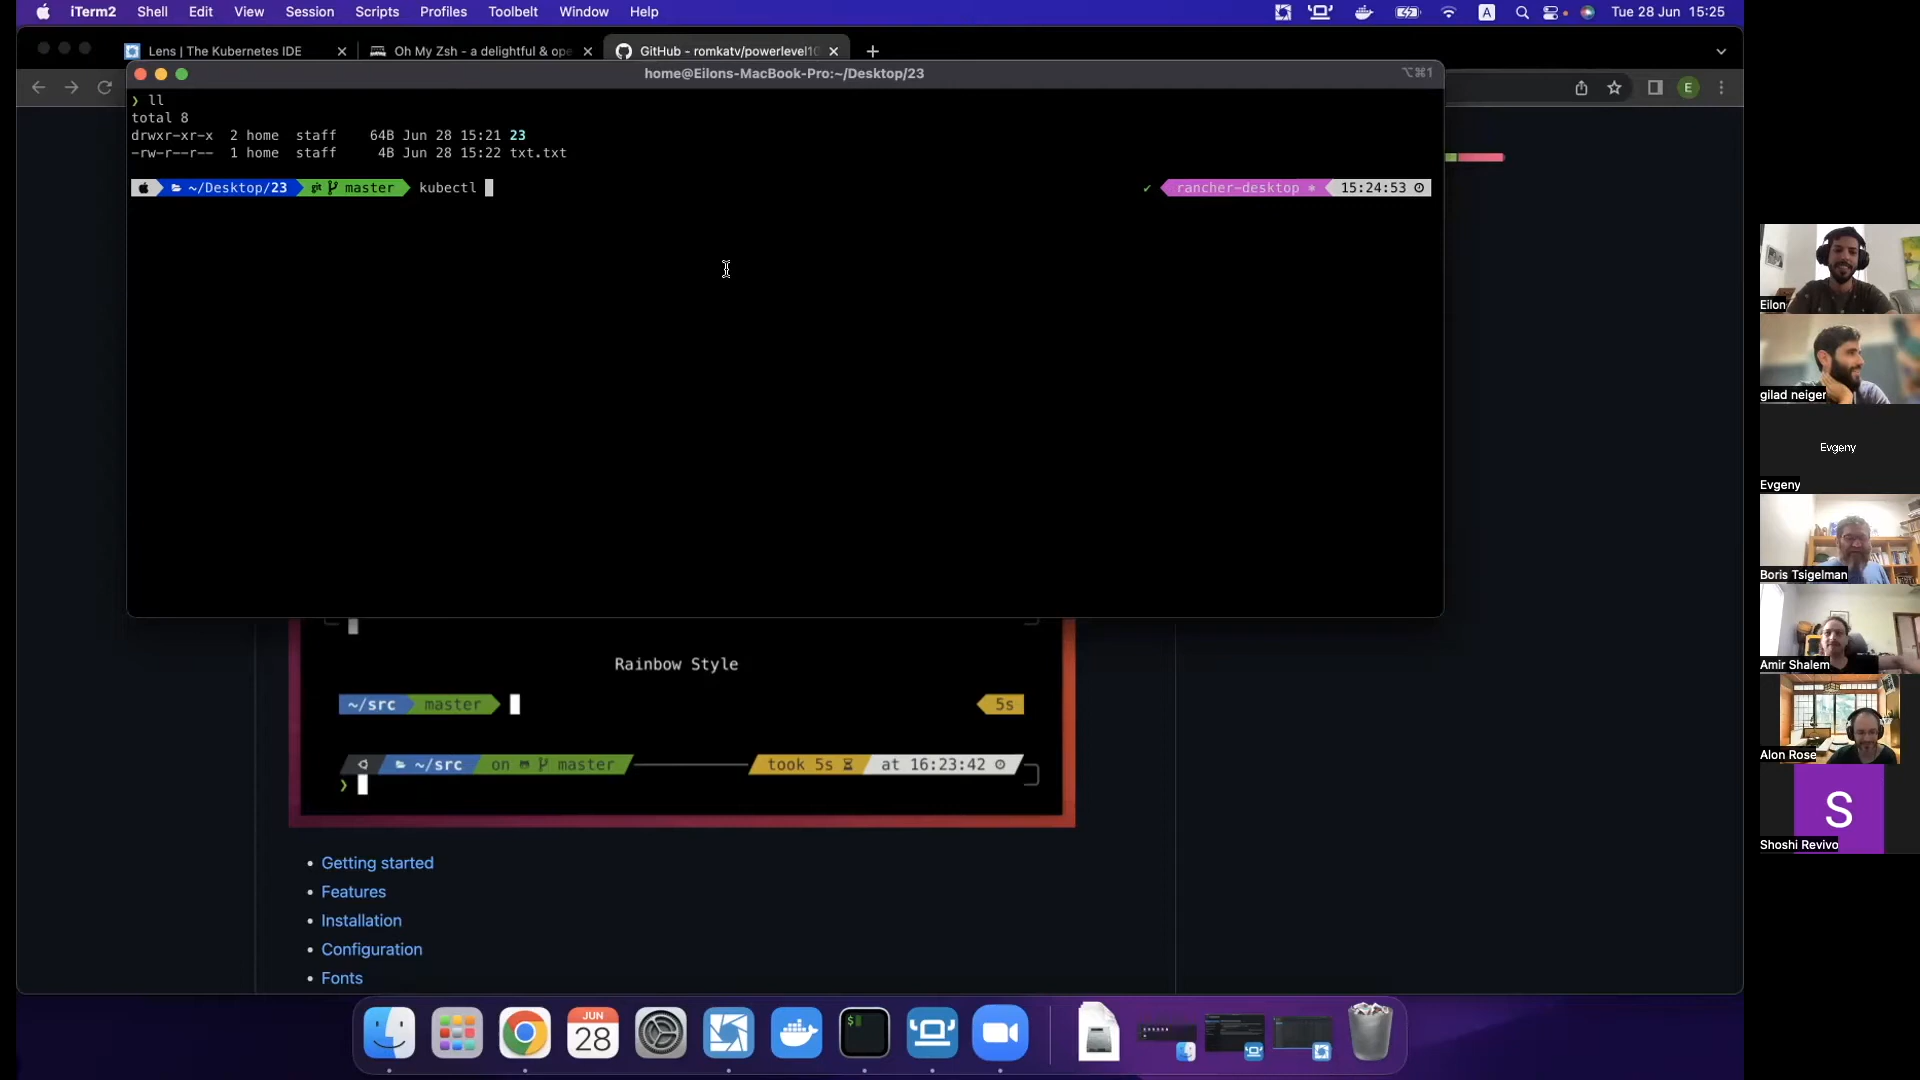 iTerm2 Shell Edit View Session Scripts Profiles Toolbelt Window Help A Tue 28 Jun 15:25
Lens | The Kubernetes IDE
Oh My Zsh - a delightful & ope
GitHub - romkatv/powerlevel10
E
home@Eilons-MacBook-Pro:~/Desktop/23
⌥⌘1
❯ ll
total 8
drwxr-xr-x 2 home staff 64B Jun 28 15:21 23
-rw-r--r-- 1 home staff 4B Jun 28 15:22 txt.txt
~/Desktop/23 git master kubectl
✔ rancher-desktop 15:24:53
Rainbow Style
~/src master 5s
~/src on master took 5s at 16:23:42
❯
• Getting started
• Features
• Installation
• Configuration
• Fonts
Eilon
gilad neiger
Evgeny
Evgeny
Boris Tsigelman
Amir Shalem
Alon Rose
S
Shoshi Revivo
JUN
28
$